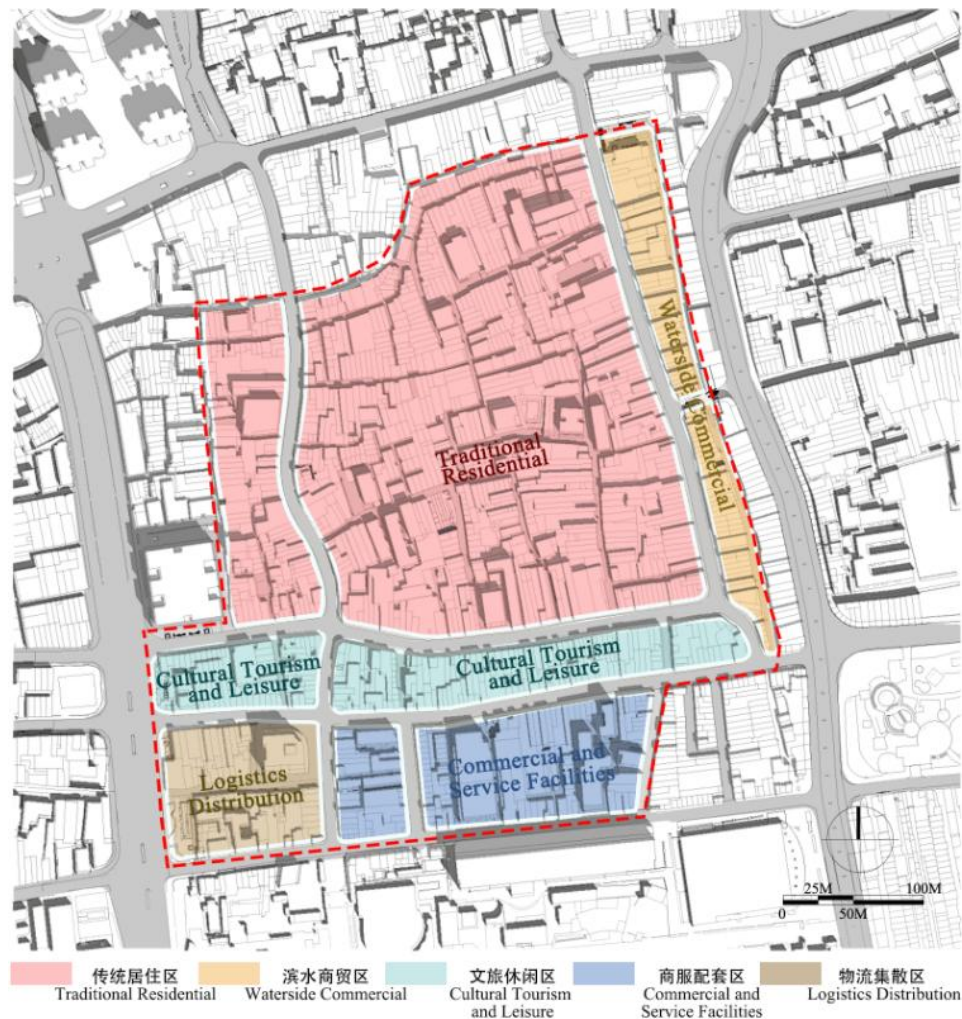 Waterside Commercial
Traditional
Residential
Cultural Tourism
and Leisure
Cultural Tourism
and Leisure
Logistics
Distribution
Commercial and
Service Facilities
25M
100M
0
50M
传统居住区
Traditional Residential
滨水商贸区
Waterside Commercial
文旅休闲区
Cultural Tourism
and Leisure
商服配套区
Commercial and
Service Facilities
物流集散区
Logistics Distribution